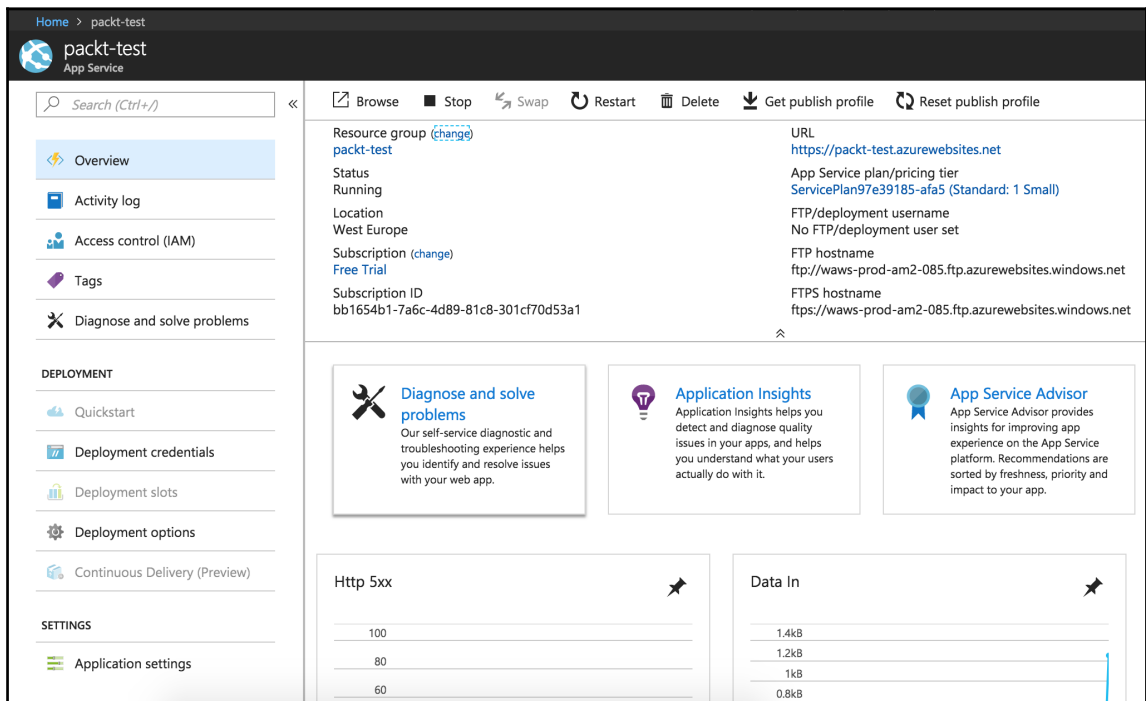 Home > packt-test
packt-test
App Service
Search (Ctrl+/)
Overview
Activity log
Access control (IAM)
Tags
Diagnose and solve problems
DEPLOYMENT
Quickstart
Deployment credentials
Deployment slots
Deployment options
Continuous Delivery (Preview)
SETTINGS
Application settings
Browse Stop Swap Restart Delete Get publish profile Reset publish profile
Resource group (change)
packt-test
Status
Running
Location
West Europe
Subscription (change)
Free Trial
Subscription ID
bb1654b1-7a6c-4d89-81c8-301cf70d53a1
URL
https://packt-test.azurewebsites.net
App Service plan/pricing tier
ServicePlan97e39185-afa5 (Standard: 1 Small)
FTP/deployment username
No FTP/deployment user set
FTP hostname
ftp://waws-prod-am2-085.ftp.azurewebsites.windows.net
FTPS hostname
ftps://waws-prod-am2-085.ftp.azurewebsites.windows.net
Diagnose and solve
problems
Our self-service diagnostic and
troubleshooting experience helps
you identify and resolve issues
with your web app.
Application Insights
Application Insights helps you
detect and diagnose quality
issues in your apps, and helps
you understand what your users
actually do with it.
App Service Advisor
App Service Advisor provides
insights for improving app
experience on the App Service
platform. Recommendations are
sorted by freshness, priority and
impact to your app.
Http 5xx
100
80
60
Data In
1.4kB
1.2kB
1kB
0.8kB